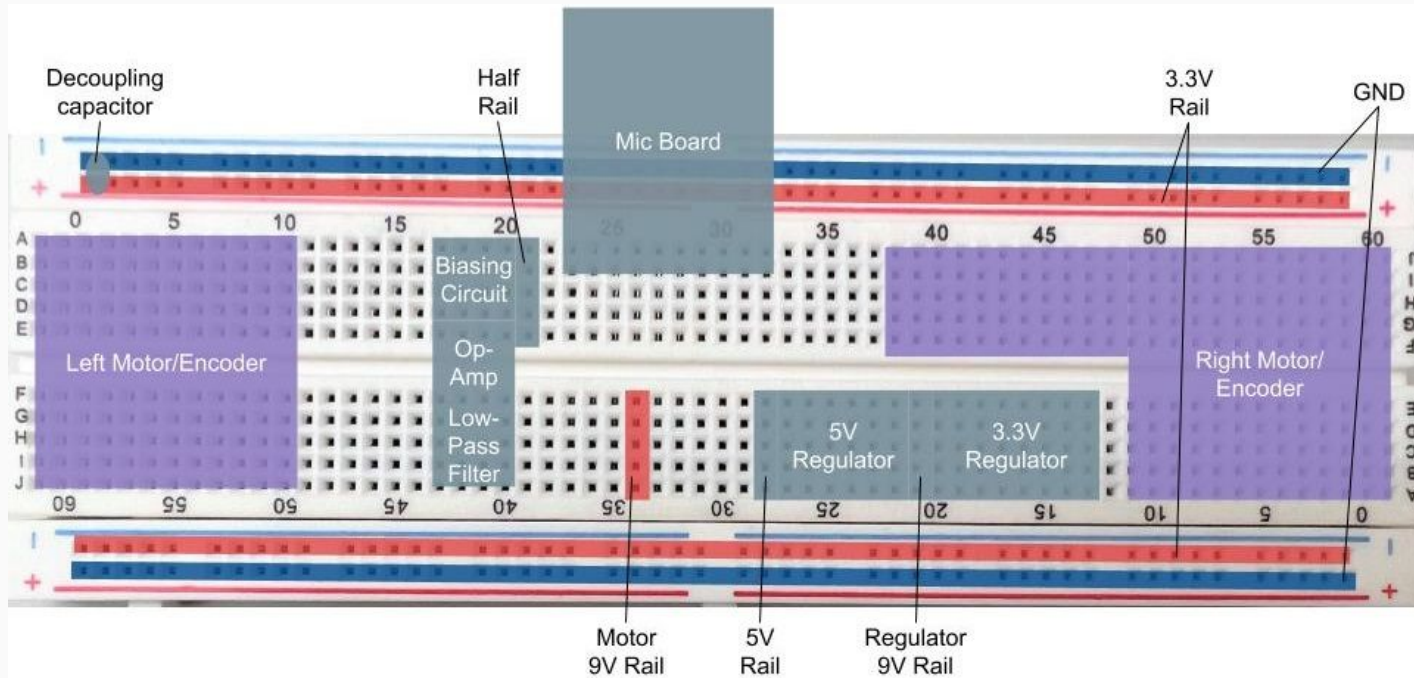 Decoupling
capacitor
Half
Rail
3.3V
Rail
GND
Mic Board
0 5 10 15 20 25 30 35 40 45 50 55 60
A
B
C
D
E
Biasing
Circuit
J
I
H
G
F
Left Motor/Encoder
Op-
Amp
Low-
Pass
Filter
Right Motor/
Encoder
F
G
H
I
J
5V
Regulator
3.3V
Regulator
E
D
C
B
A
60 55 50 45 40 35 30 25 20 15 10 5 0
Motor
9V Rail
5V
Rail
Regulator
9V Rail